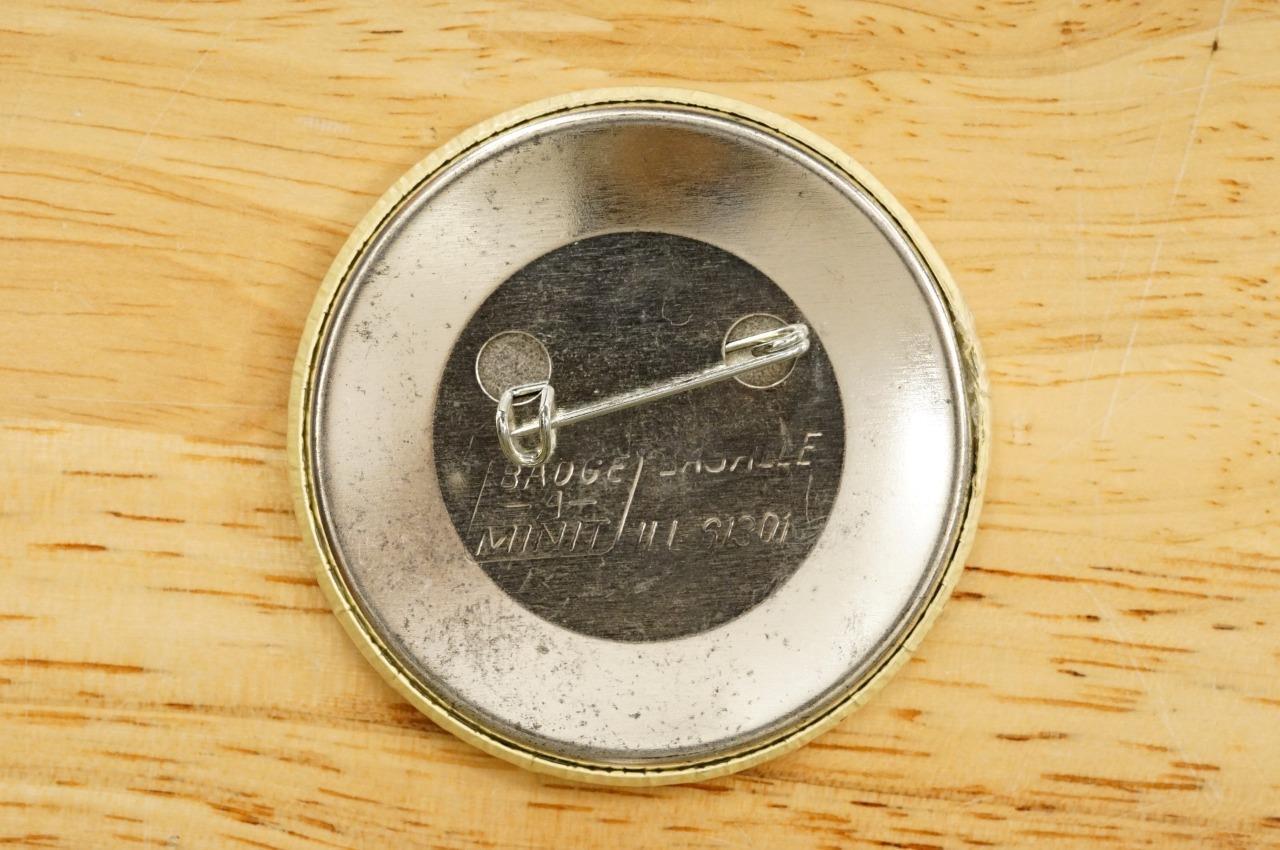 BADGE LASALLE
-A-
MINIT ILL 61301